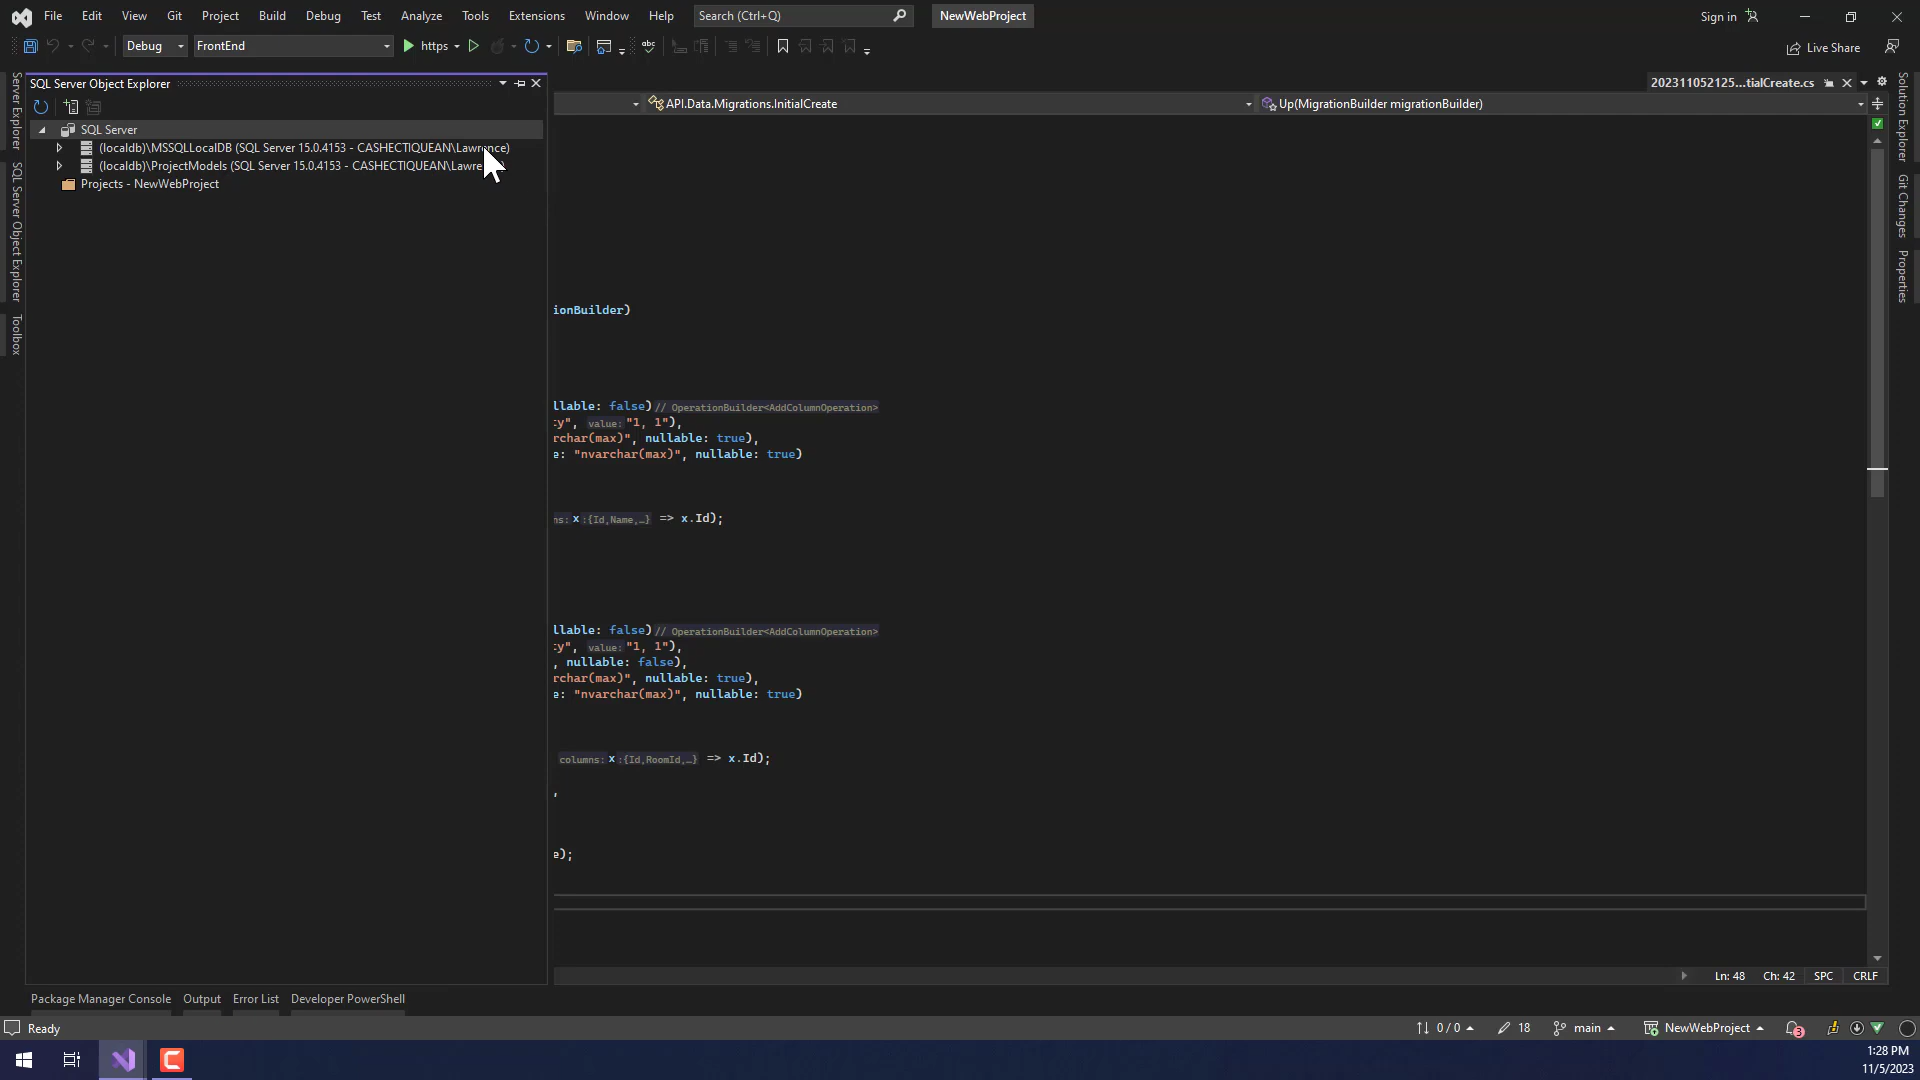 File Edit View Git Project Build Debug Test Analyze Tools Extensions Window Help Search (Ctrl+Q) NewWebProject Sign in
Debug FrontEnd https Live Share
SQL Server Object Explorer
202311052125...tialCreate.cs
API.Data.Migrations.InitialCreate
Up(MigrationBuilder migrationBuilder)
SQL Server
(localdb)\MSSQLLocalDB (SQL Server 15.0.4153 - CASHECTIQUEAN\Lawrence)
(localdb)\ProjectModels (SQL Server 15.0.4153 - CASHECTIQUEAN\Lawre
Projects - NewWebProject
Server Explorer
SQL Server Object Explorer
Toolbox
Solution Explorer
Git Changes
Properties
ionBuilder)
llable: false) // OperationBuilder<AddColumnOperation>
ty", value: "1, 1"),
rchar(max)", nullable: true),
e: "nvarchar(max)", nullable: true)
ns: x :{Id,Name,…} => x.Id);
llable: false) // OperationBuilder<AddColumnOperation>
ty", value: "1, 1"),
, nullable: false),
rchar(max)", nullable: true),
e: "nvarchar(max)", nullable: true)
columns: x :{Id,RoomId,…} => x.Id);
,
e);
Ln: 48 Ch: 42 SPC CRLF
Package Manager Console Output Error List Developer PowerShell
Ready 0 / 0 18 main NewWebProject 3
1:28 PM
11/5/2023